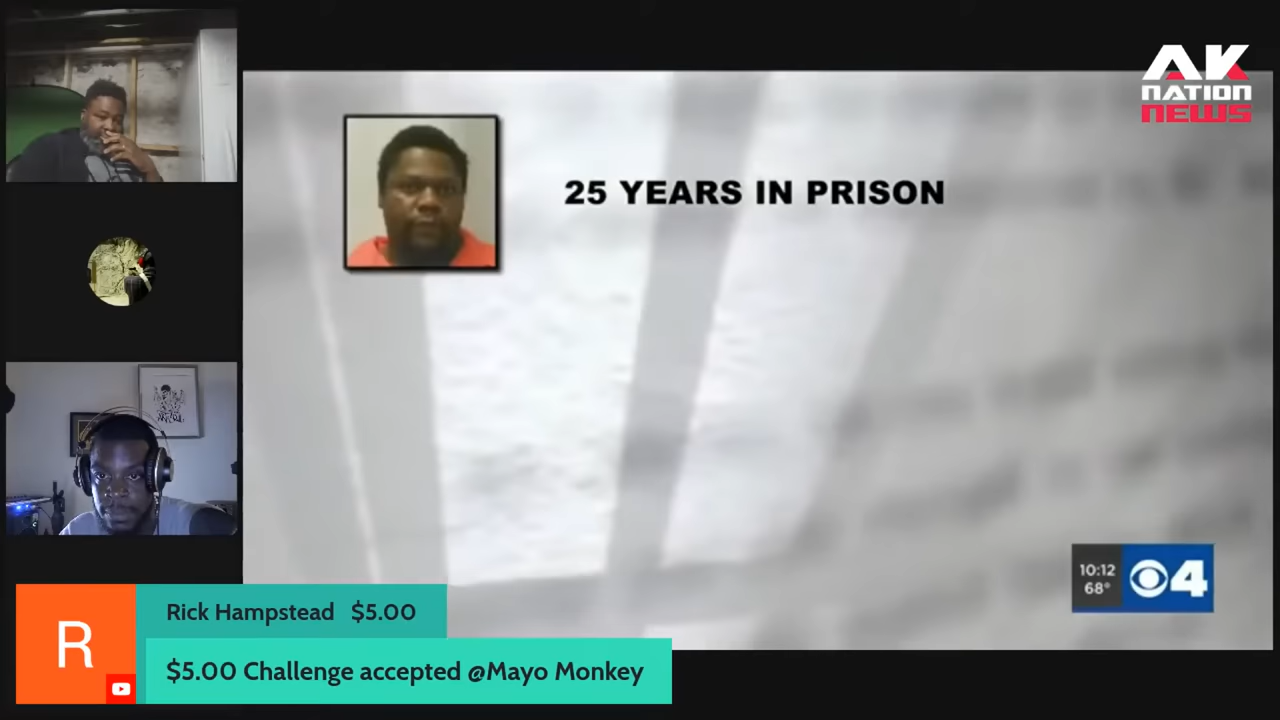 AK
NATION
NEWS
25 YEARS IN PRISON
10:12
68°
4
R
Rick Hampstead $5.00
$5.00 Challenge accepted @Mayo Monkey